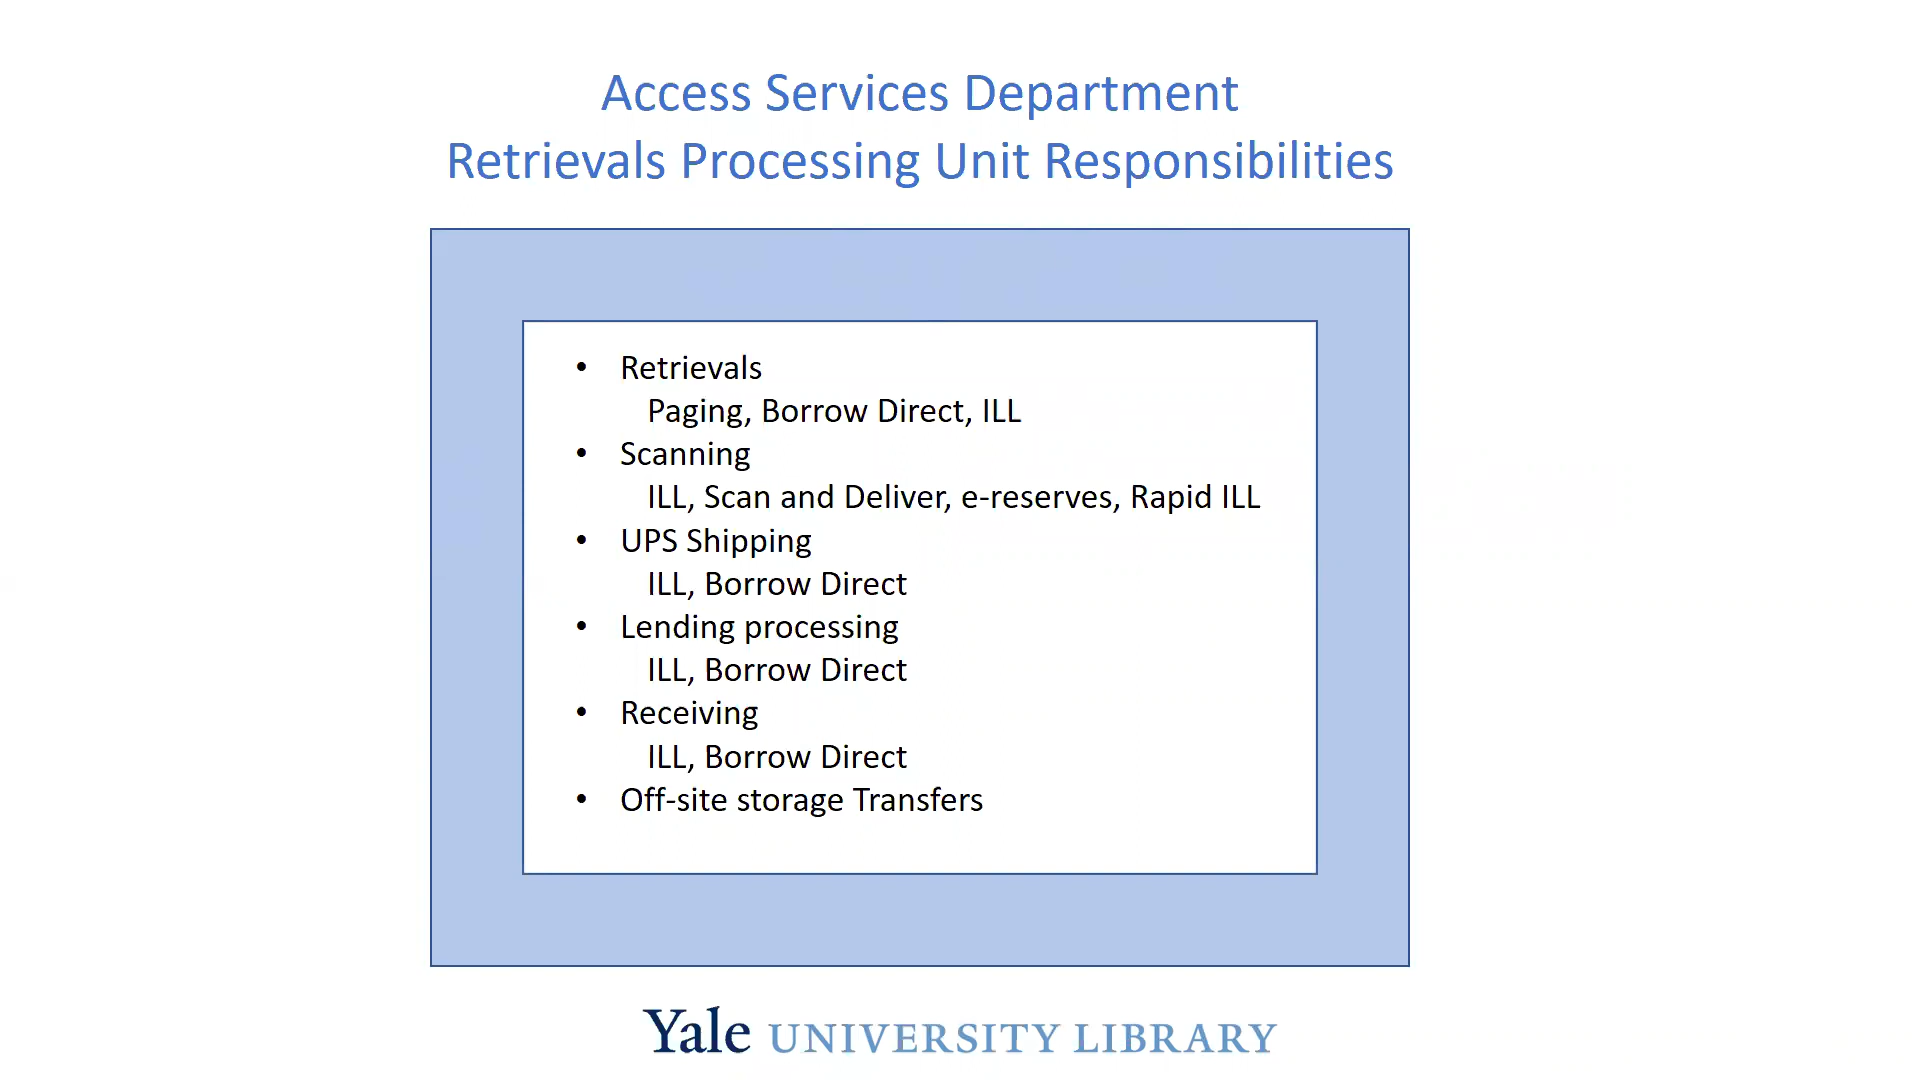 Access Services Department
Retrievals Processing Unit Responsibilities
• Retrievals
Paging, Borrow Direct, ILL
• Scanning
ILL, Scan and Deliver, e-reserves, Rapid ILL
• UPS Shipping
ILL, Borrow Direct
• Lending processing
ILL, Borrow Direct
• Receiving
ILL, Borrow Direct
• Off-site storage Transfers
Yale UNIVERSITY LIBRARY